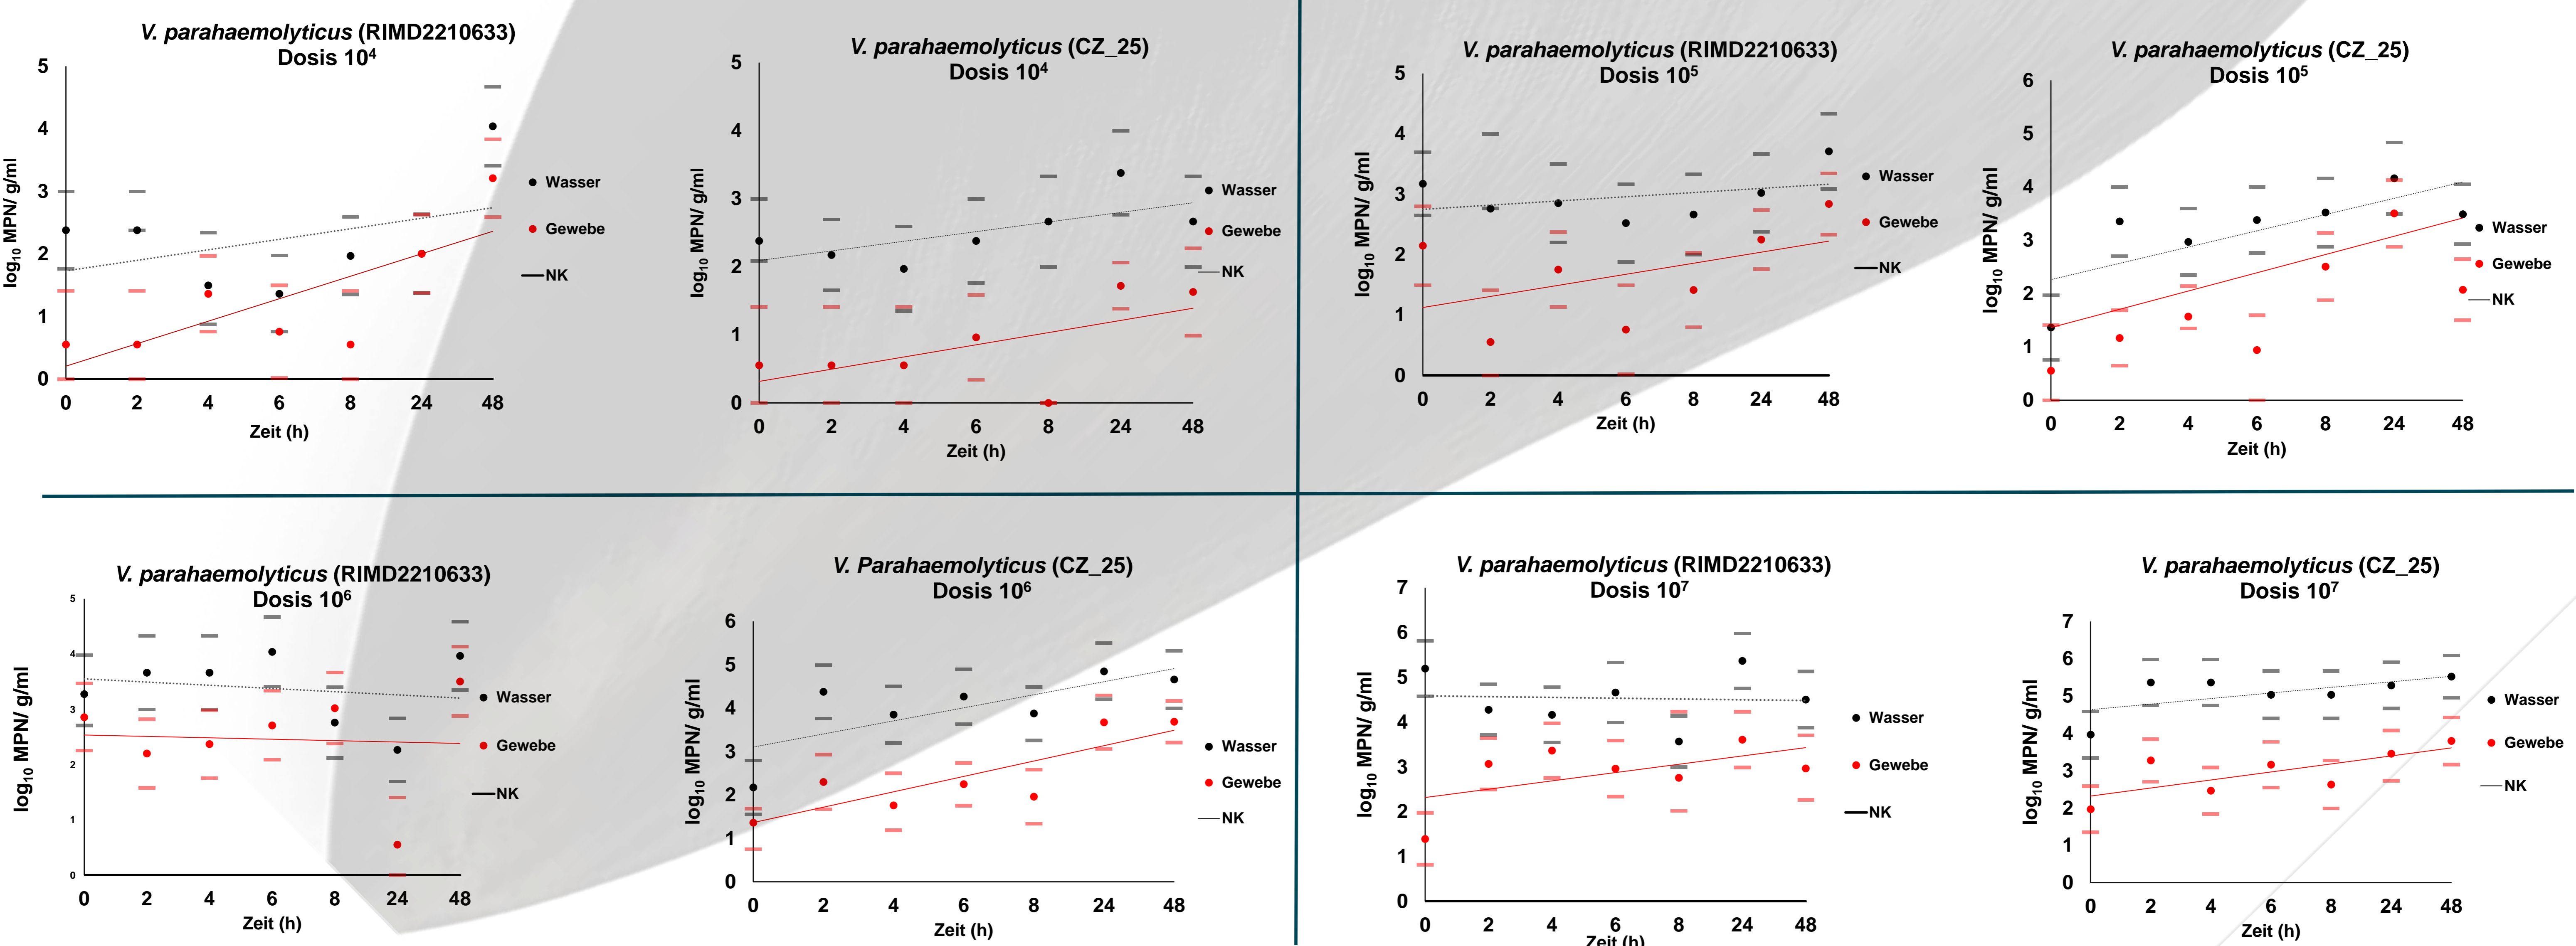 V. parahaemolyticus (RIMD2210633)
Dosis 10⁴
log₁₀ MPN/ g/ml
5
4
3
2
1
0
0 2 4 6 8 24 48
Zeit (h)
Wasser
Gewebe
NK
V. parahaemolyticus (CZ_25)
Dosis 10⁴
log₁₀ MPN/ g/ml
5
4
3
2
1
0
0 2 4 6 8 24 48
Zeit (h)
Wasser
Gewebe
NK
V. parahaemolyticus (RIMD2210633)
Dosis 10⁵
log₁₀ MPN/ g/ml
5
4
3
2
1
0
0 2 4 6 8 24 48
Zeit (h)
Wasser
Gewebe
NK
V. parahaemolyticus (CZ_25)
Dosis 10⁵
log₁₀ MPN/ g/ml
6
5
4
3
2
1
0
0 2 4 6 8 24 48
Zeit (h)
Wasser
Gewebe
NK
V. parahaemolyticus (RIMD2210633)
Dosis 10⁶
log₁₀ MPN/ g/ml
5
4
3
2
1
0
0 2 4 6 8 24 48
Zeit (h)
Wasser
Gewebe
NK
V. Parahaemolyticus (CZ_25)
Dosis 10⁶
log₁₀ MPN/ g/ml
6
5
4
3
2
1
0
0 2 4 6 8 24 48
Zeit (h)
Wasser
Gewebe
NK
V. parahaemolyticus (RIMD2210633)
Dosis 10⁷
log₁₀ MPN/ g/ml
7
6
5
4
3
2
1
0
0 2 4 6 8 24 48
Zeit (h)
Wasser
Gewebe
NK
V. parahaemolyticus (CZ_25)
Dosis 10⁷
log₁₀ MPN/ g/ml
7
6
5
4
3
2
1
0
0 2 4 6 8 24 48
Zeit (h)
Wasser
Gewebe
NK